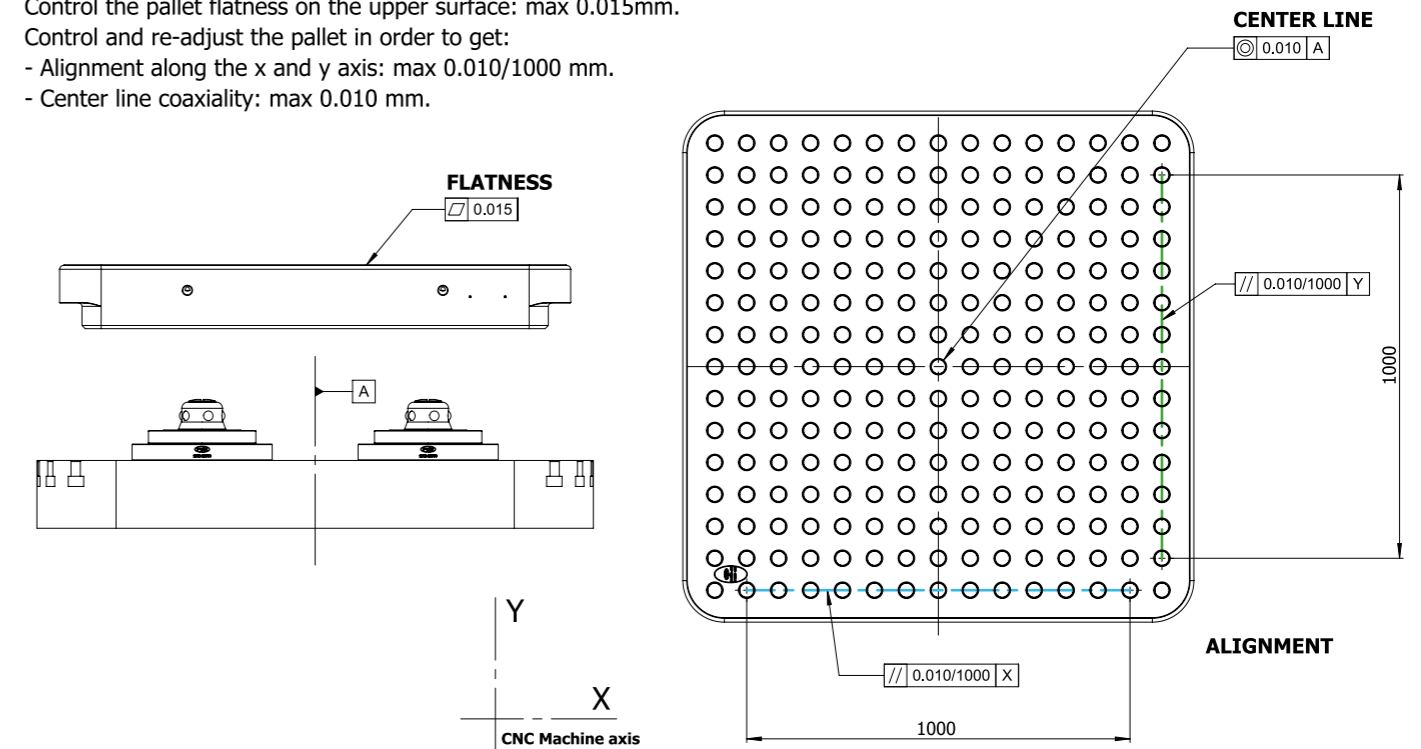 Control the pallet flatness on the upper surface: max 0.015mm.
Control and re-adjust the pallet in order to get:
- Alignment along the x and y axis: max 0.010/1000 mm.
- Center line coaxiality: max 0.010 mm.
CENTER LINE
◎ 0.010 A
FLATNESS
⏥ 0.015
// 0.010/1000 Y
1000
A
ALIGNMENT
// 0.010/1000 X
1000
Y
X
CNC Machine axis